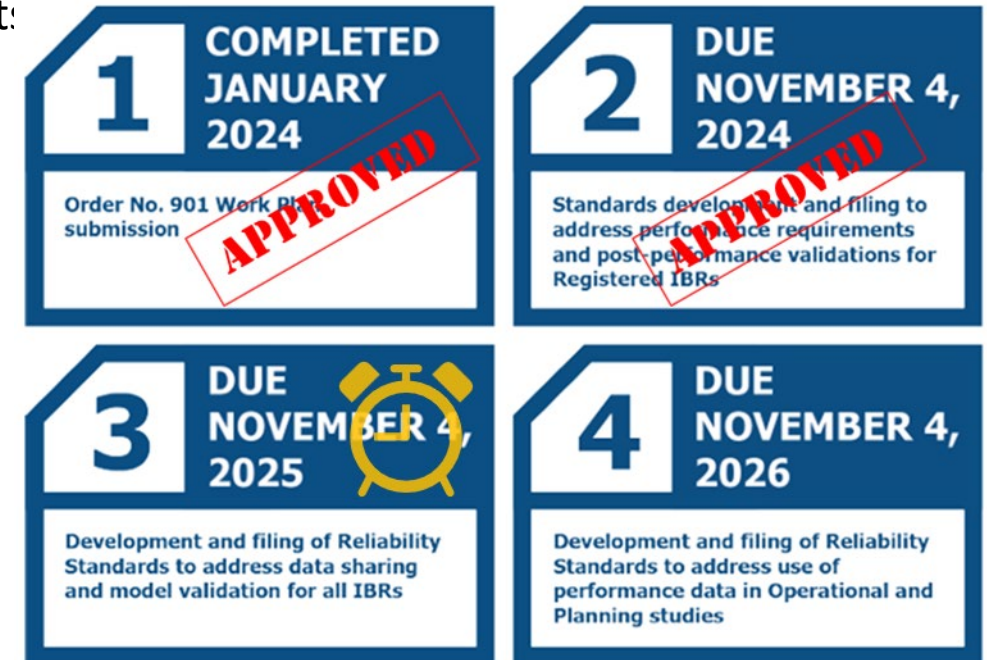 1
COMPLETED
JANUARY
2024
Order No. 901 Work Plan
submission
APPROVED
2
DUE
NOVEMBER 4,
2024
Standards development and filing to
address performance requirements
and post-performance validations for
Registered IBRs
APPROVED
3
DUE
NOVEMBER 4,
2025
Development and filing of Reliability
Standards to address data sharing
and model validation for all IBRs
4
DUE
NOVEMBER 4,
2026
Development and filing of Reliability
Standards to address use of
performance data in Operational and
Planning studies